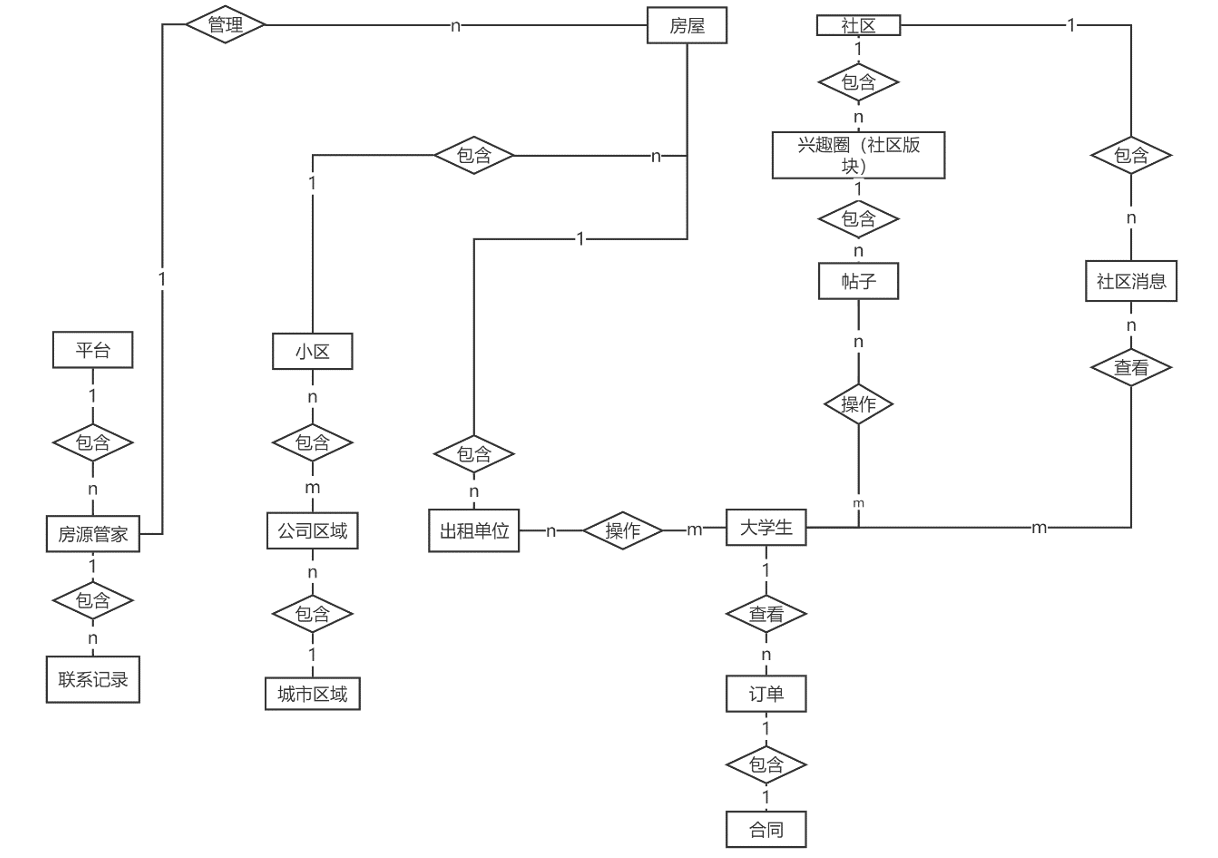 管理
n
房屋
社区
1
1
包含
n
兴趣圈（社区版
块）
1
包含
n
帖子
n
操作
m
包含
n
社区消息
n
查看
m
包含
n
1
1
1
小区
n
包含
m
公司区域
n
包含
1
城市区域
平台
1
包含
n
房源管家
1
包含
n
联系记录
1
包含
n
出租单位
n
操作
m
大学生
1
查看
n
订单
1
包含
1
合同